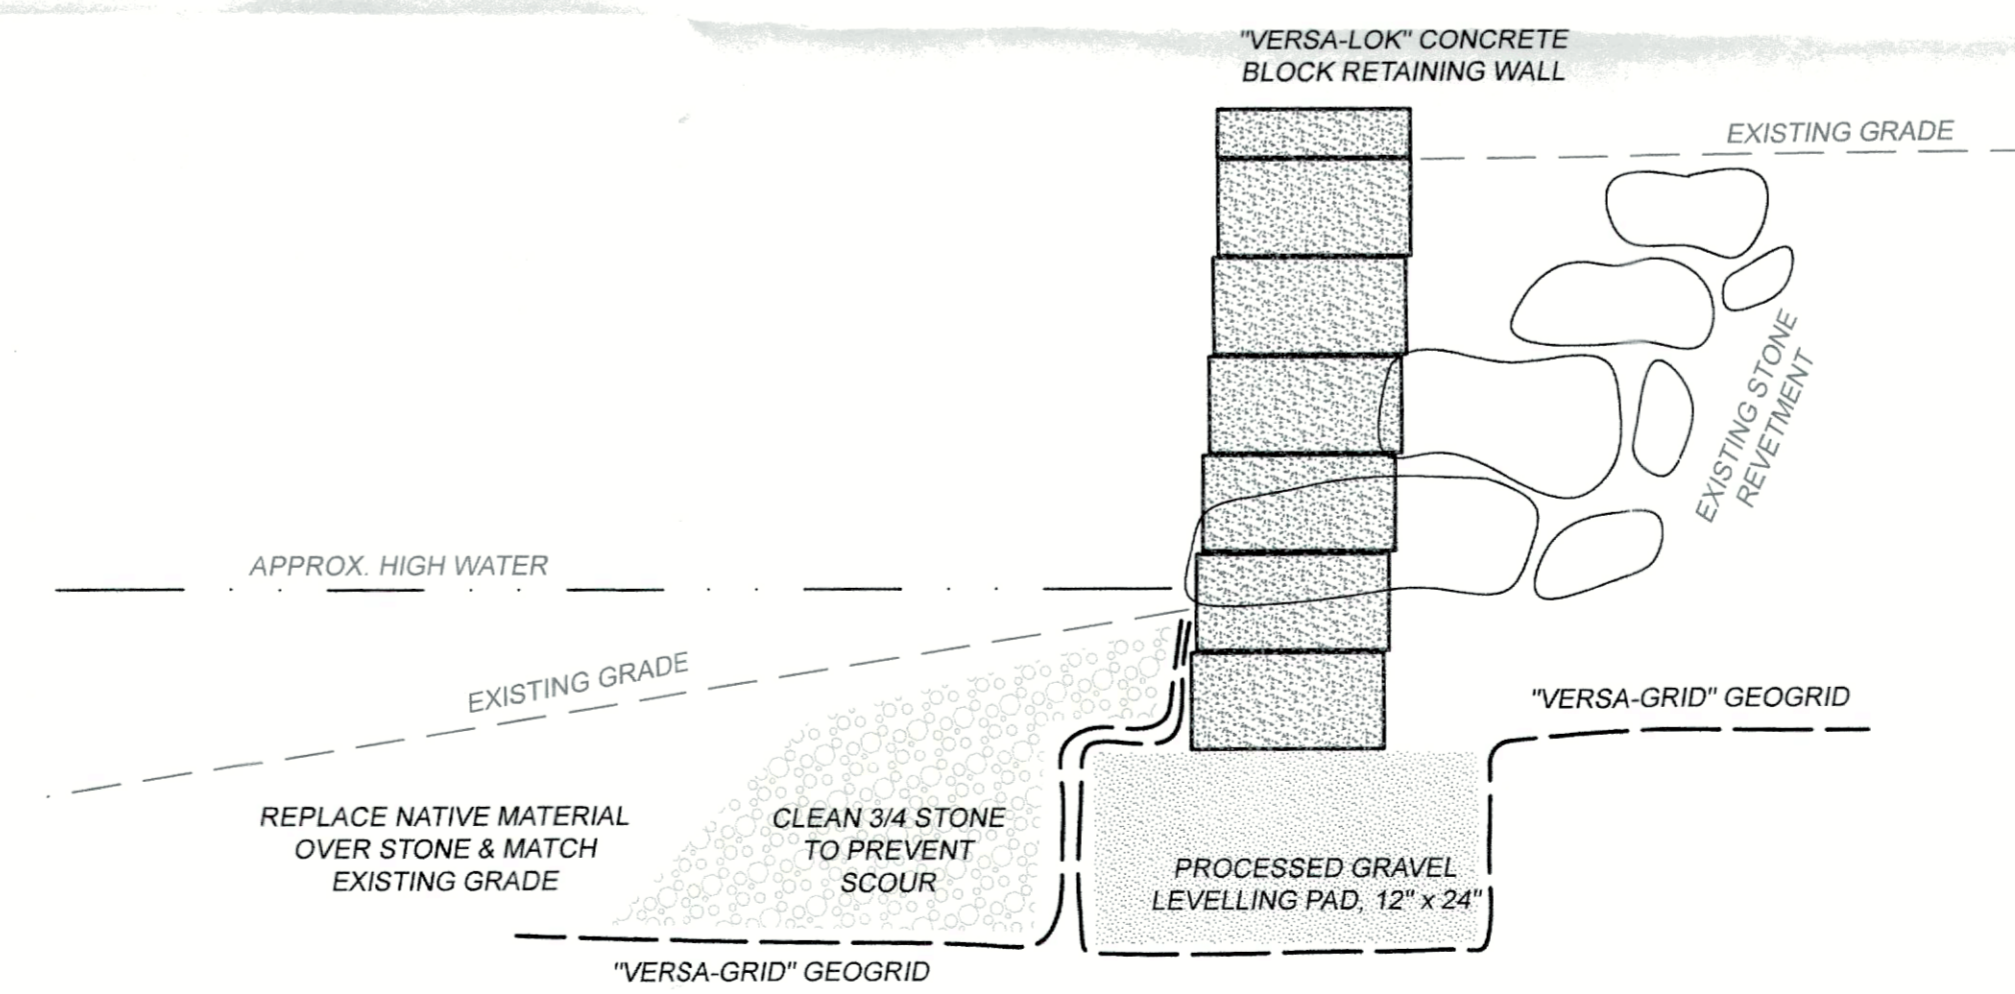 "VERSA-LOK" CONCRETE
BLOCK RETAINING WALL
EXISTING GRADE
EXISTING STONE
REVETMENT
APPROX. HIGH WATER
EXISTING GRADE
"VERSA-GRID" GEOGRID
REPLACE NATIVE MATERIAL
OVER STONE & MATCH
EXISTING GRADE
CLEAN 3/4 STONE
TO PREVENT
SCOUR
PROCESSED GRAVEL
LEVELLING PAD, 12" x 24"
"VERSA-GRID" GEOGRID